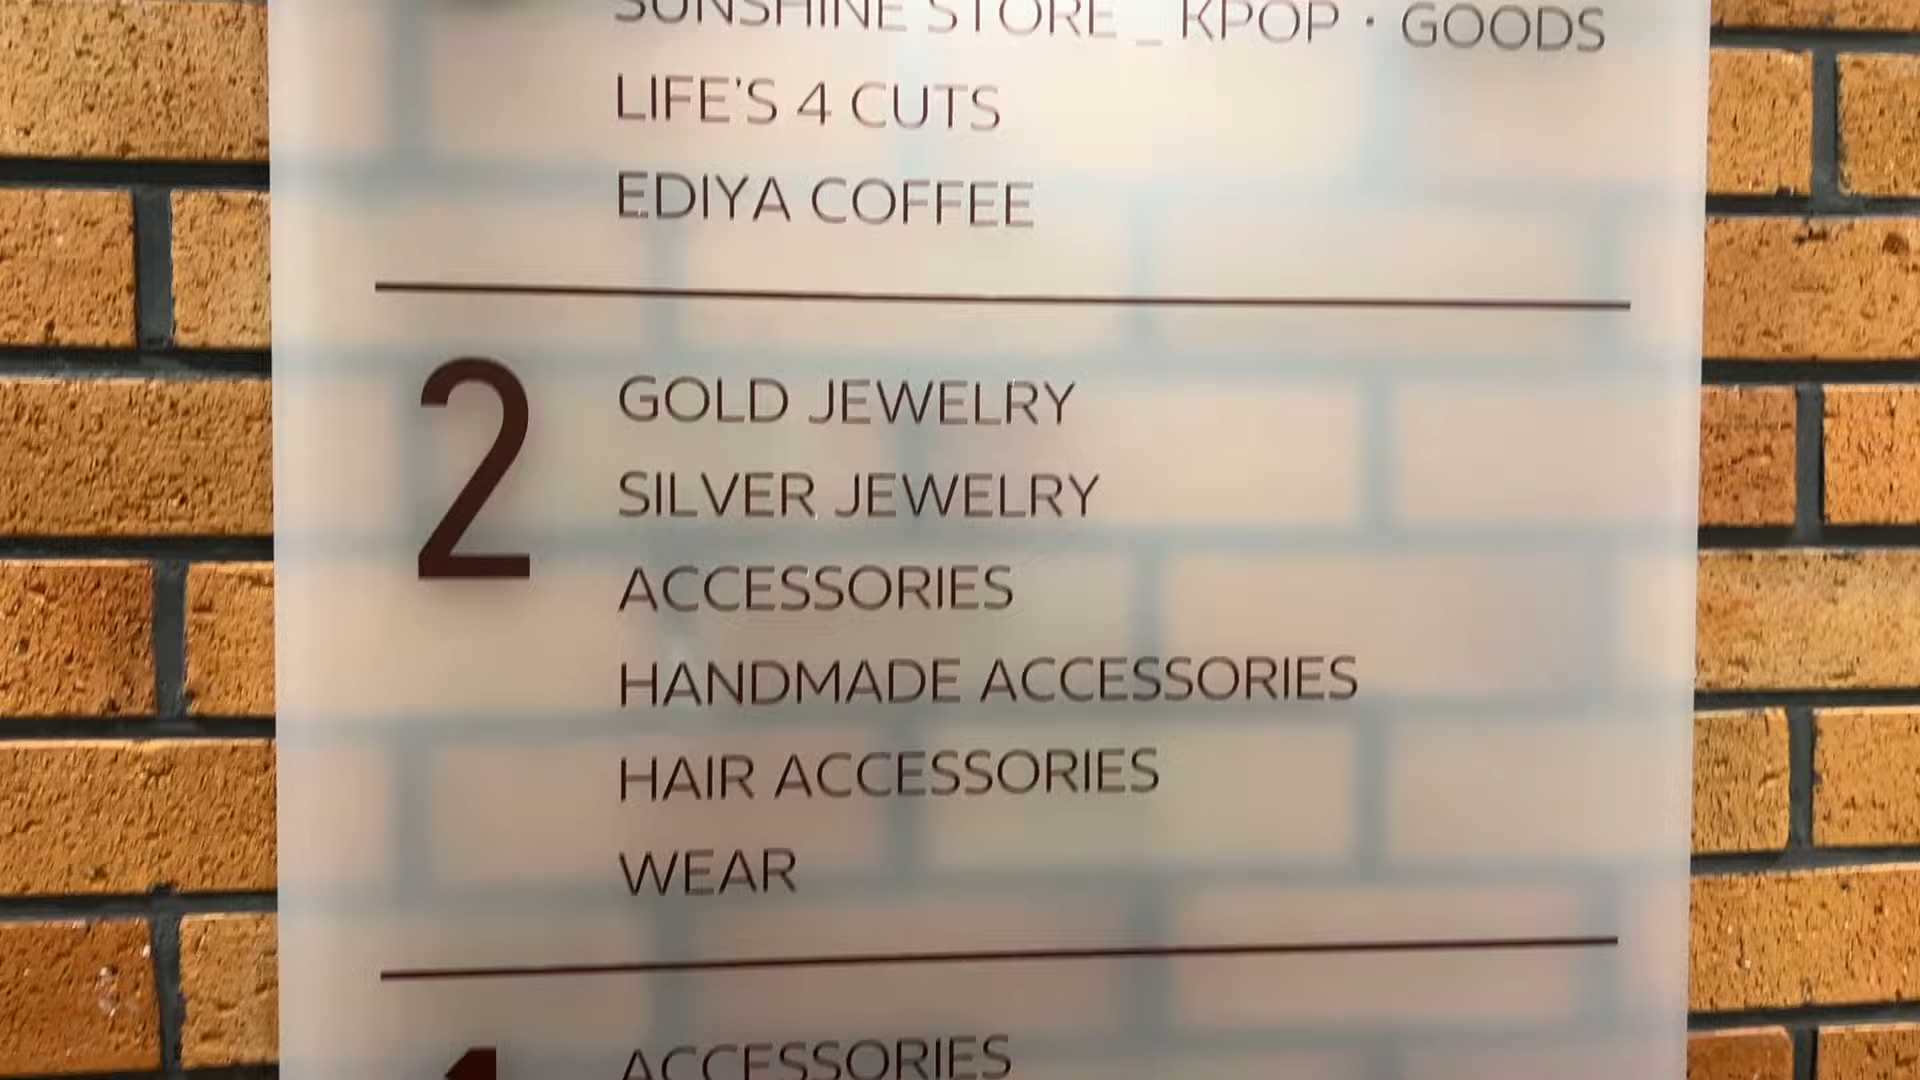 SUNSHINE STORE _ KPOP · GOODS
LIFE'S 4 CUTS
EDIYA COFFEE
2
GOLD JEWELRY
SILVER JEWELRY
ACCESSORIES
HANDMADE ACCESSORIES
HAIR ACCESSORIES
WEAR
1
ACCESSORIES